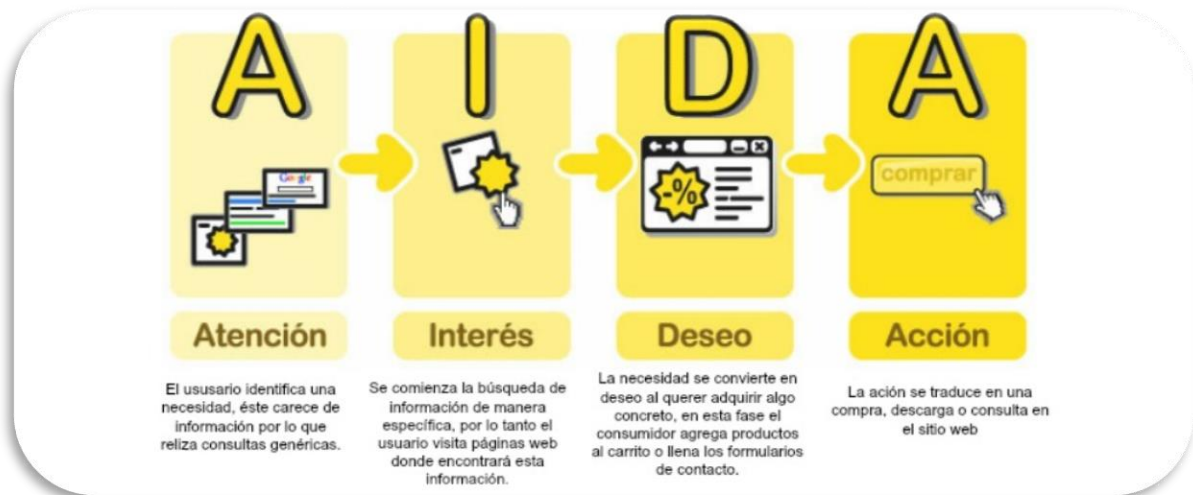 A I D A
Google
-%
comprar
Atención
Interés
Deseo
Acción
El ususario identifica una
necesidad, éste carece de
información por lo que
reliza consultas genéricas.
Se comienza la búsqueda de
información de manera
específica, por lo tanto el
usuario visita páginas web
donde encontrará esta
información.
La necesidad se convierte en
deseo al querer adquirir algo
concreto, en esta fase el
consumidor agrega productos
al carrito o llena los formularios
de contacto.
La ación se traduce en una
compra, descarga o consulta en
el sitio web